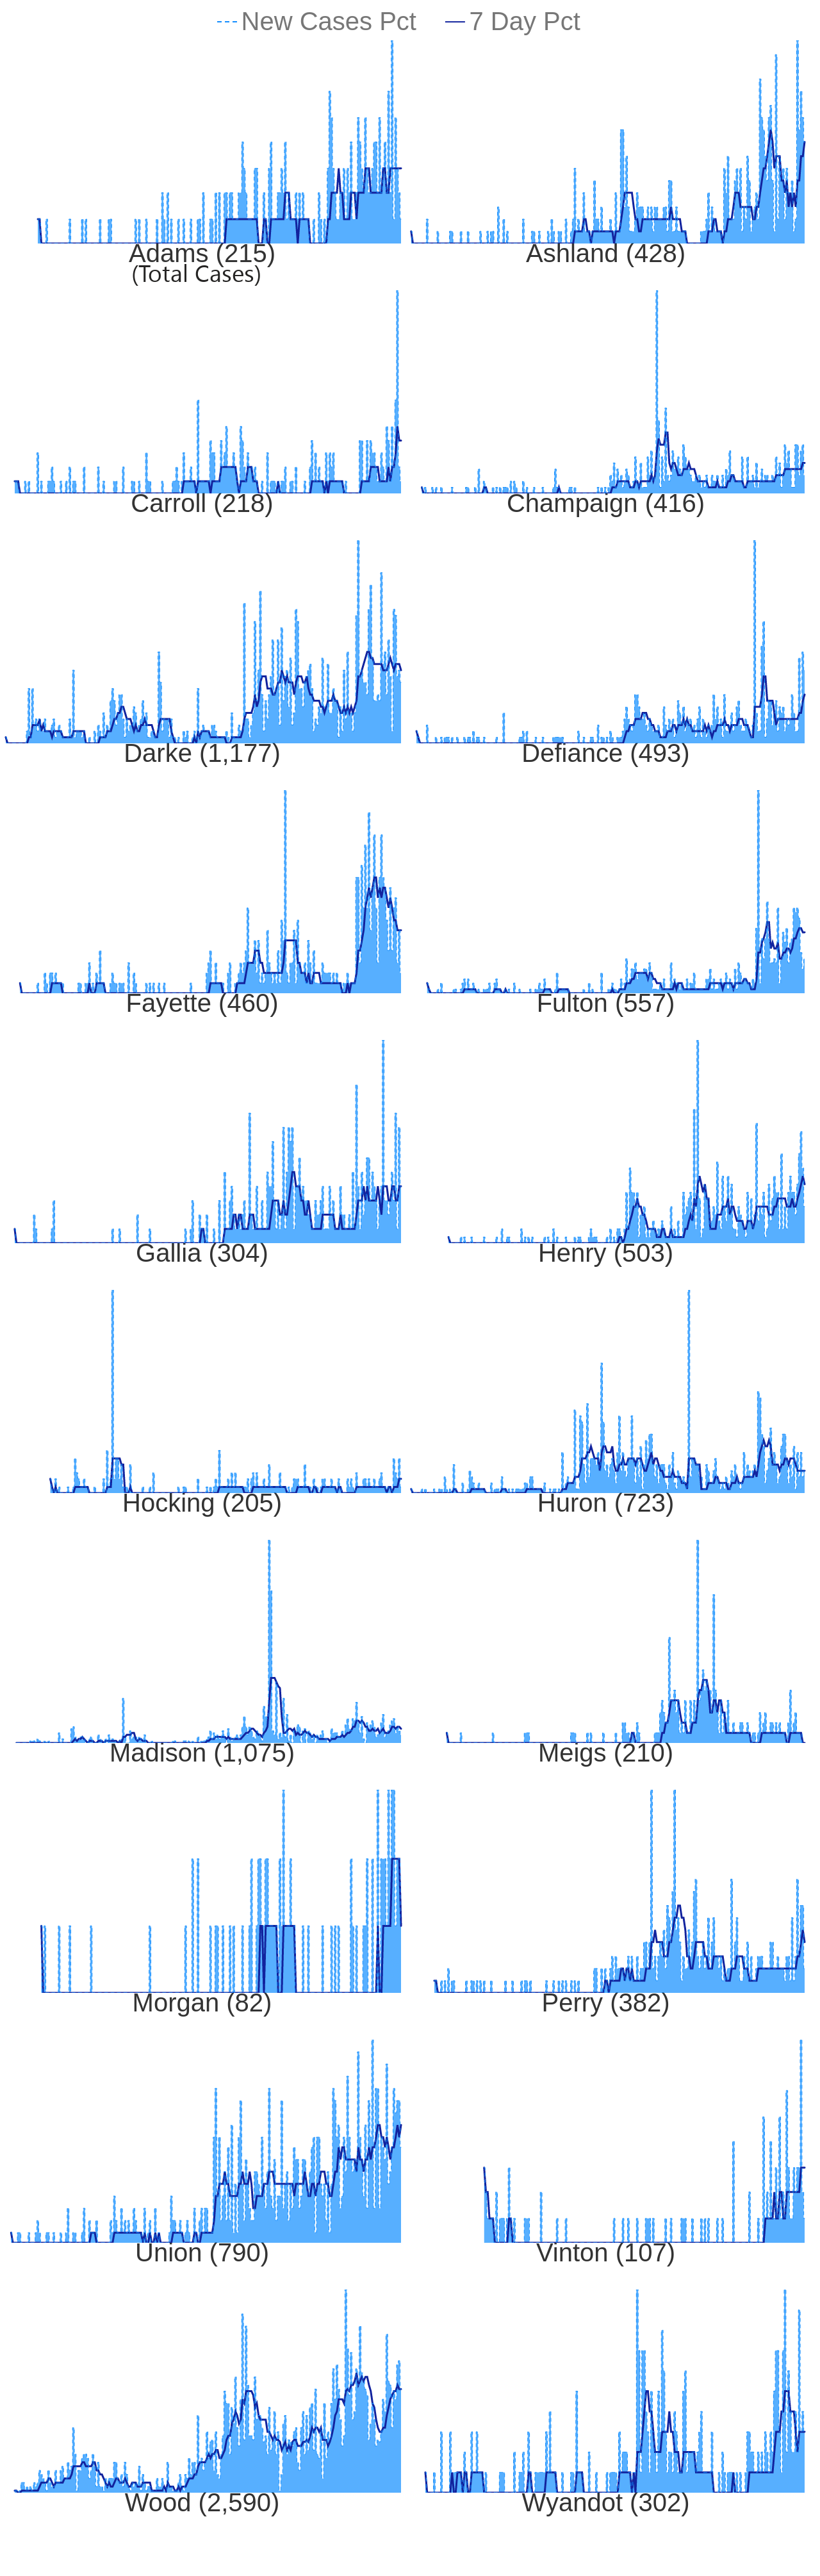 New Cases Pct 7 Day Pct
Adams (215) Ashland (428)
(Total Cases)
Carroll (218) Champaign (416)
Darke (1,177) Defiance (493)
Fayette (460) Fulton (557)
Gallia (304) Henry (503)
Hocking (205) Huron (723)
Madison (1,075) Meigs (210)
Morgan (82) Perry (382)
Union (790) Vinton (107)
Wood (2,590) Wyandot (302)